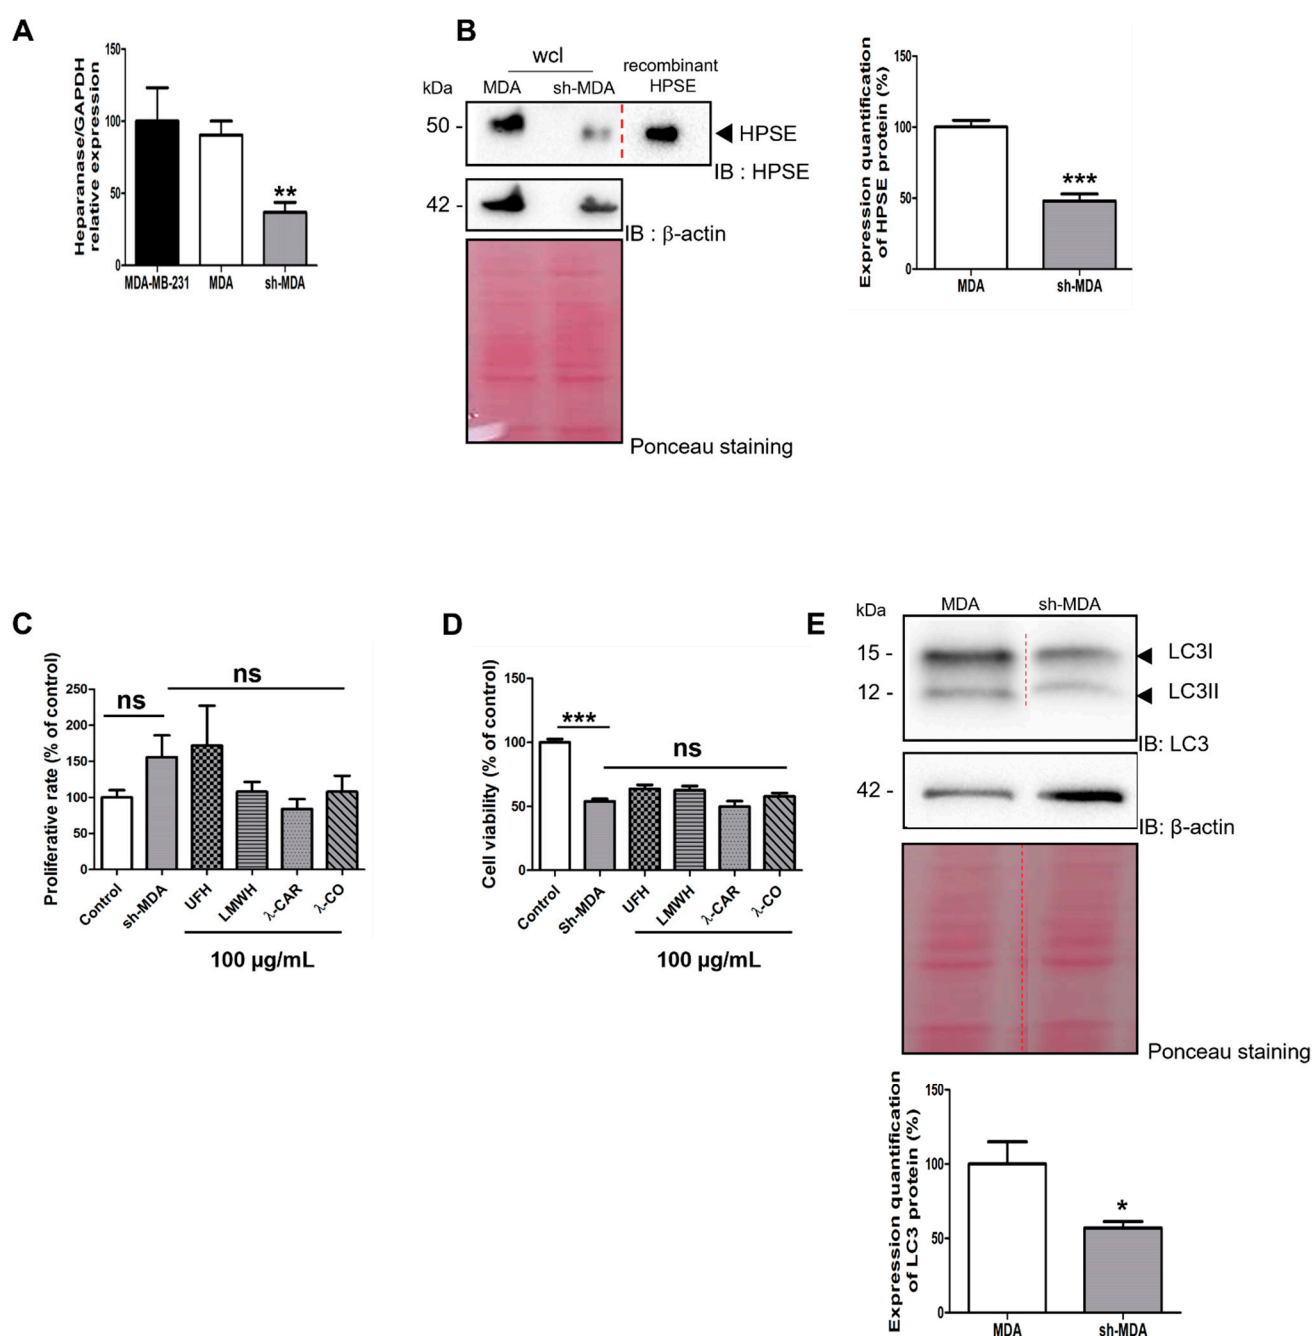 A
Heparanase/GAPDH
relative expression
150
100
50
0
**
MDA-MB-231 MDA sh-MDA
B
wcl
recombinant
HPSE
kDa MDA sh-MDA
50 -
HPSE
IB : HPSE
42 -
IB : β-actin
Ponceau staining
Expression quantification
of HPSE protein (%)
150
100
50
0
***
MDA sh-MDA
C
Proliferative rate (% of control)
250
200
150
100
50
0
ns
ns
Control sh-MDA UFH LMWH λ-CAR λ-CO
100 µg/mL
D
Cell viability (% of control)
150
100
50
0
***
ns
Control Sh-MDA UFH LMWH λ-CAR λ-CO
100 µg/mL
E
kDa MDA sh-MDA
15 - LC3I
12 - LC3II
IB: LC3
42 -
IB: β-actin
Ponceau staining
Expression quantification
of LC3 protein (%)
150
100
50
0
*
MDA sh-MDA